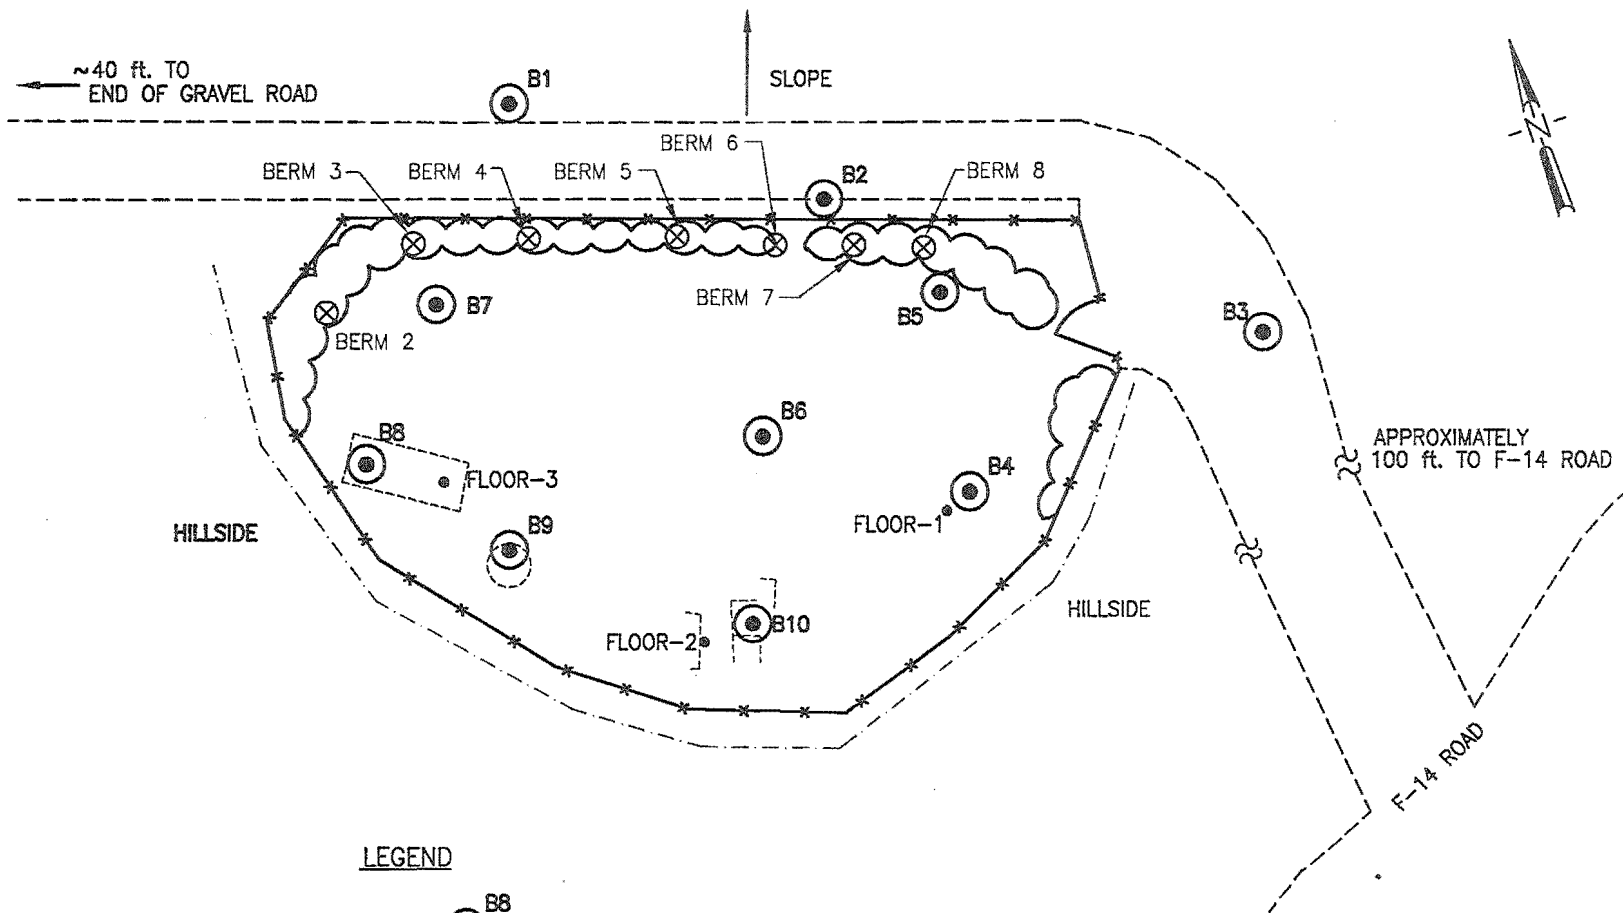 ~40 ft. TO
END OF GRAVEL ROAD
B1
SLOPE
N
BERM 6
BERM 3
BERM 4
BERM 5
B2
BERM 8
B7
BERM 7
B5
B3
BERM 2
B6
B8
APPROXIMATELY
100 ft. TO F-14 ROAD
FLOOR-3
B4
FLOOR-1
HILLSIDE
B9
HILLSIDE
FLOOR-2
B10
F-14 ROAD
LEGEND
B8